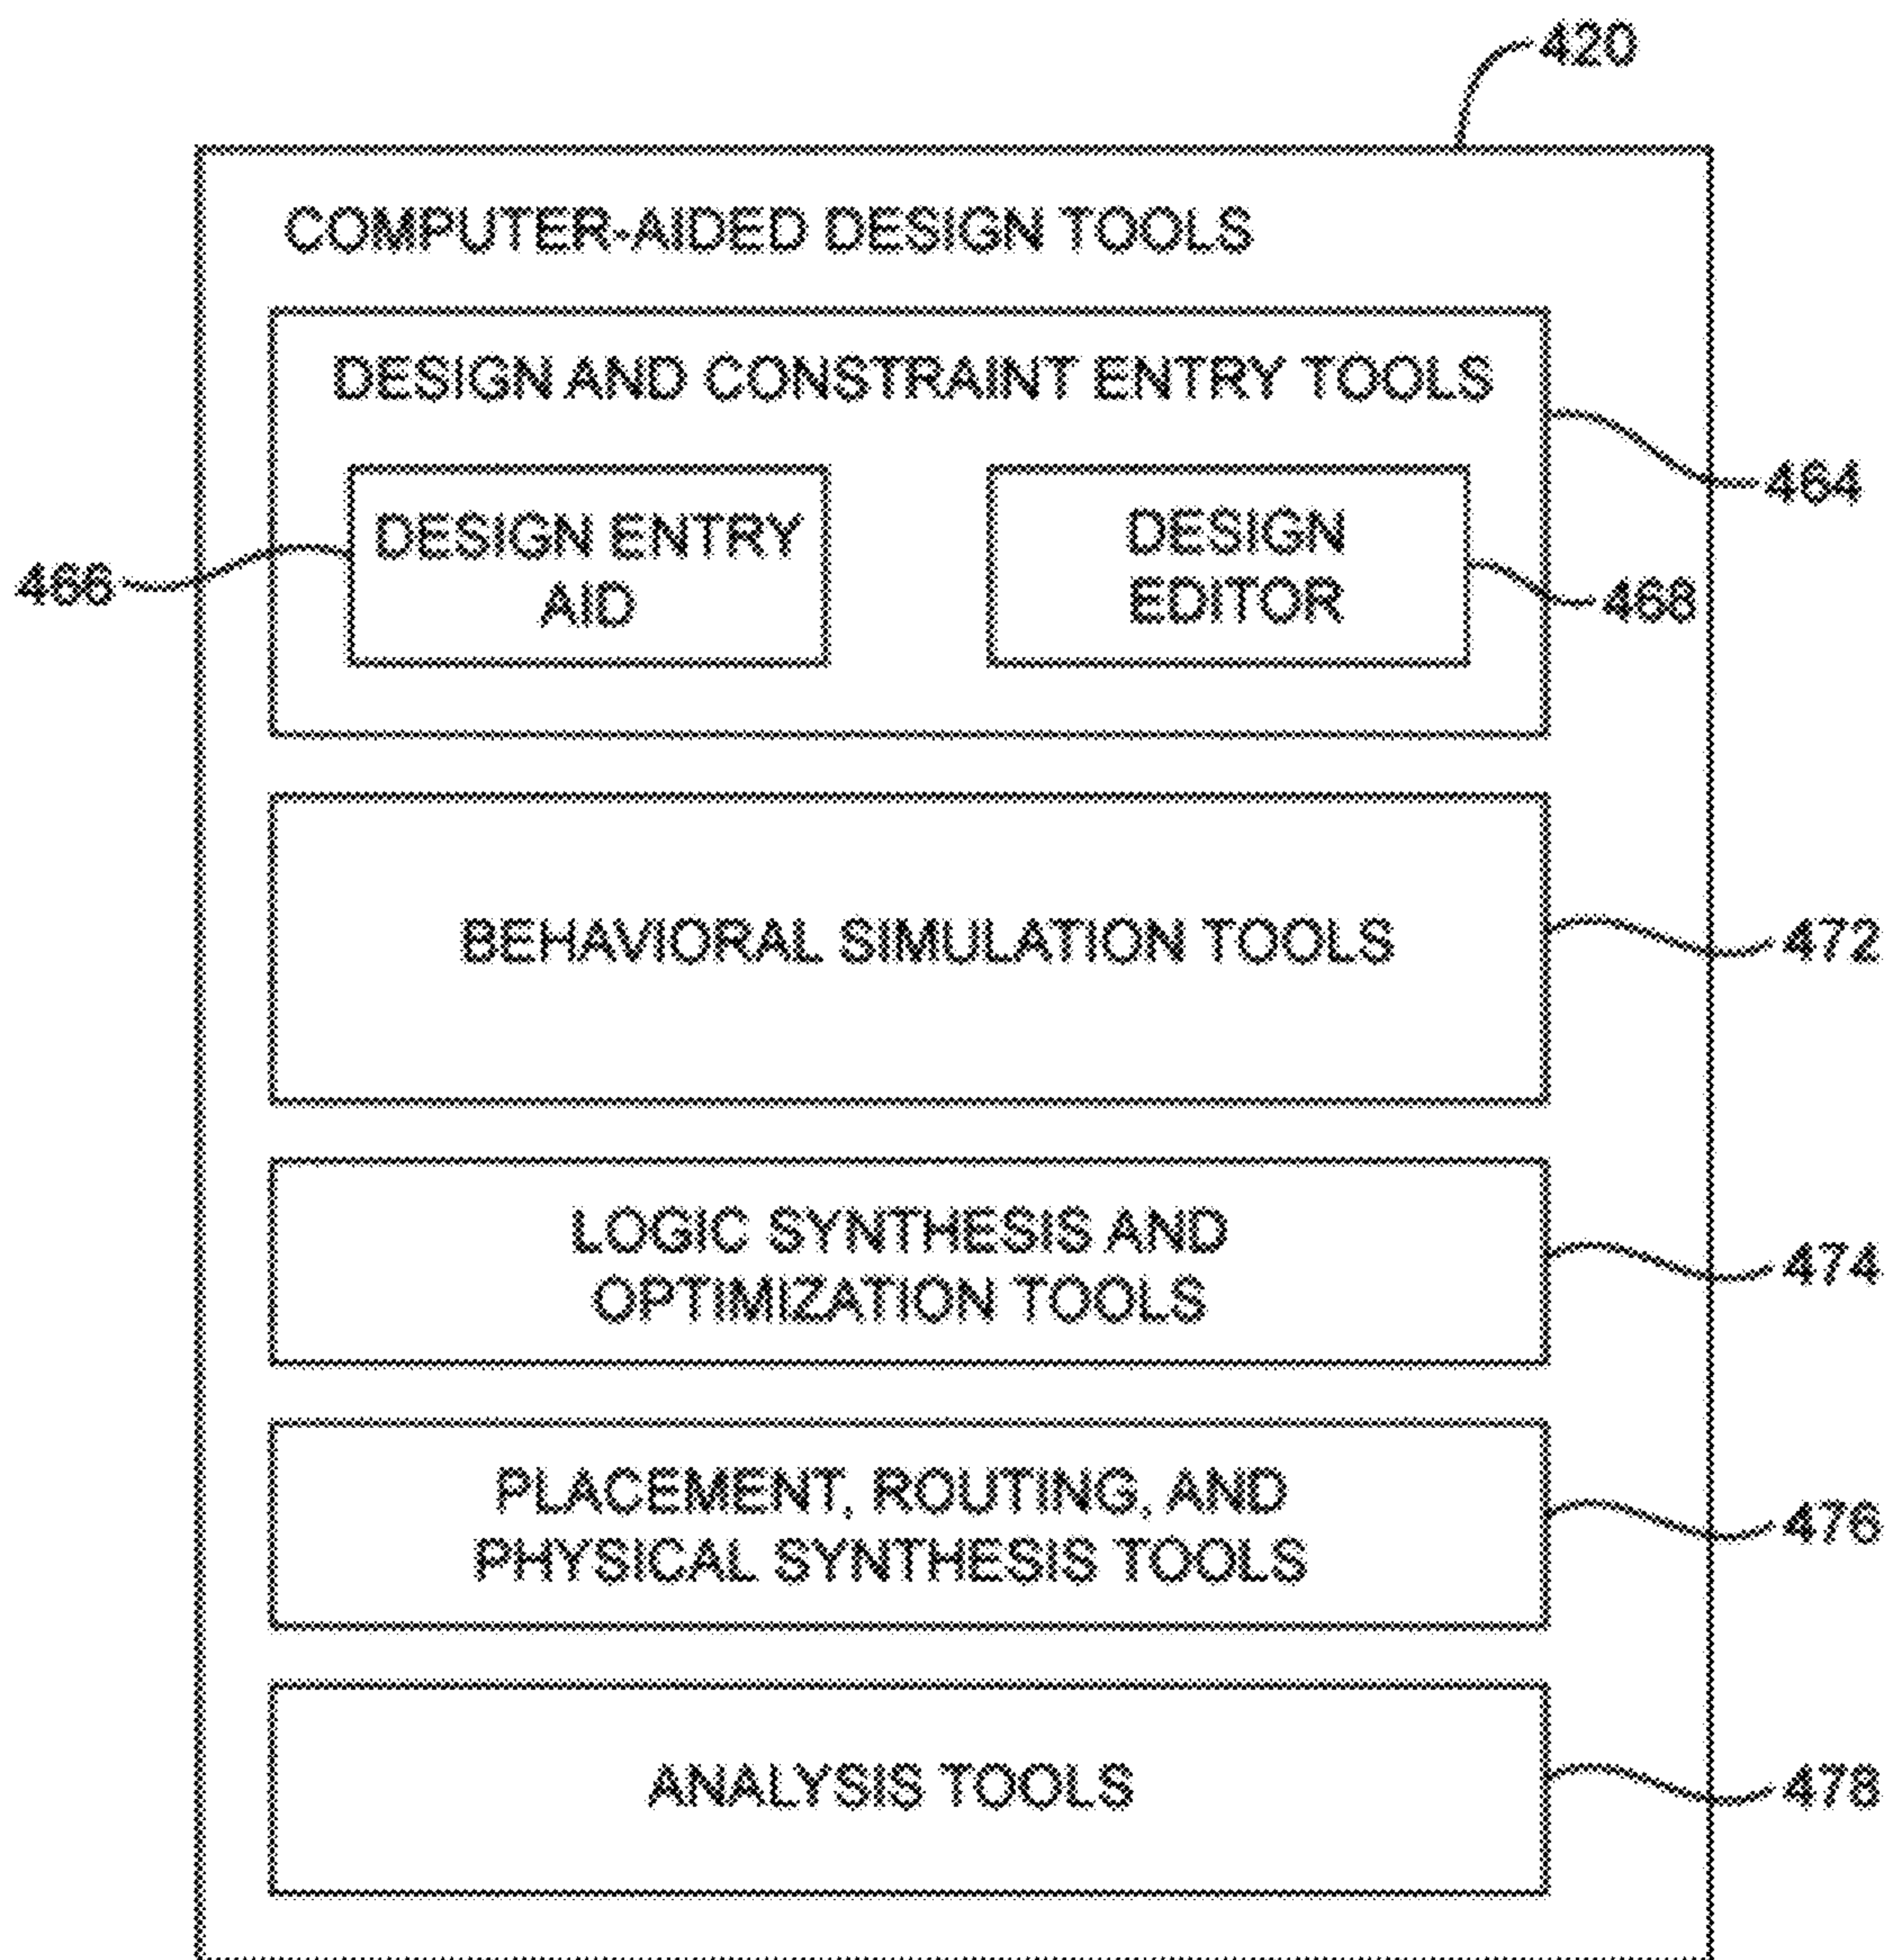 420
COMPUTER-AIDED DESIGN TOOLS
DESIGN AND CONSTRAINT ENTRY TOOLS
464
DESIGN ENTRY
AID
466
DESIGN
EDITOR
468
BEHAVIORAL SIMULATION TOOLS
472
LOGIC SYNTHESIS AND
OPTIMIZATION TOOLS
474
PLACEMENT, ROUTING, AND
PHYSICAL SYNTHESIS TOOLS
476
ANALYSIS TOOLS
478